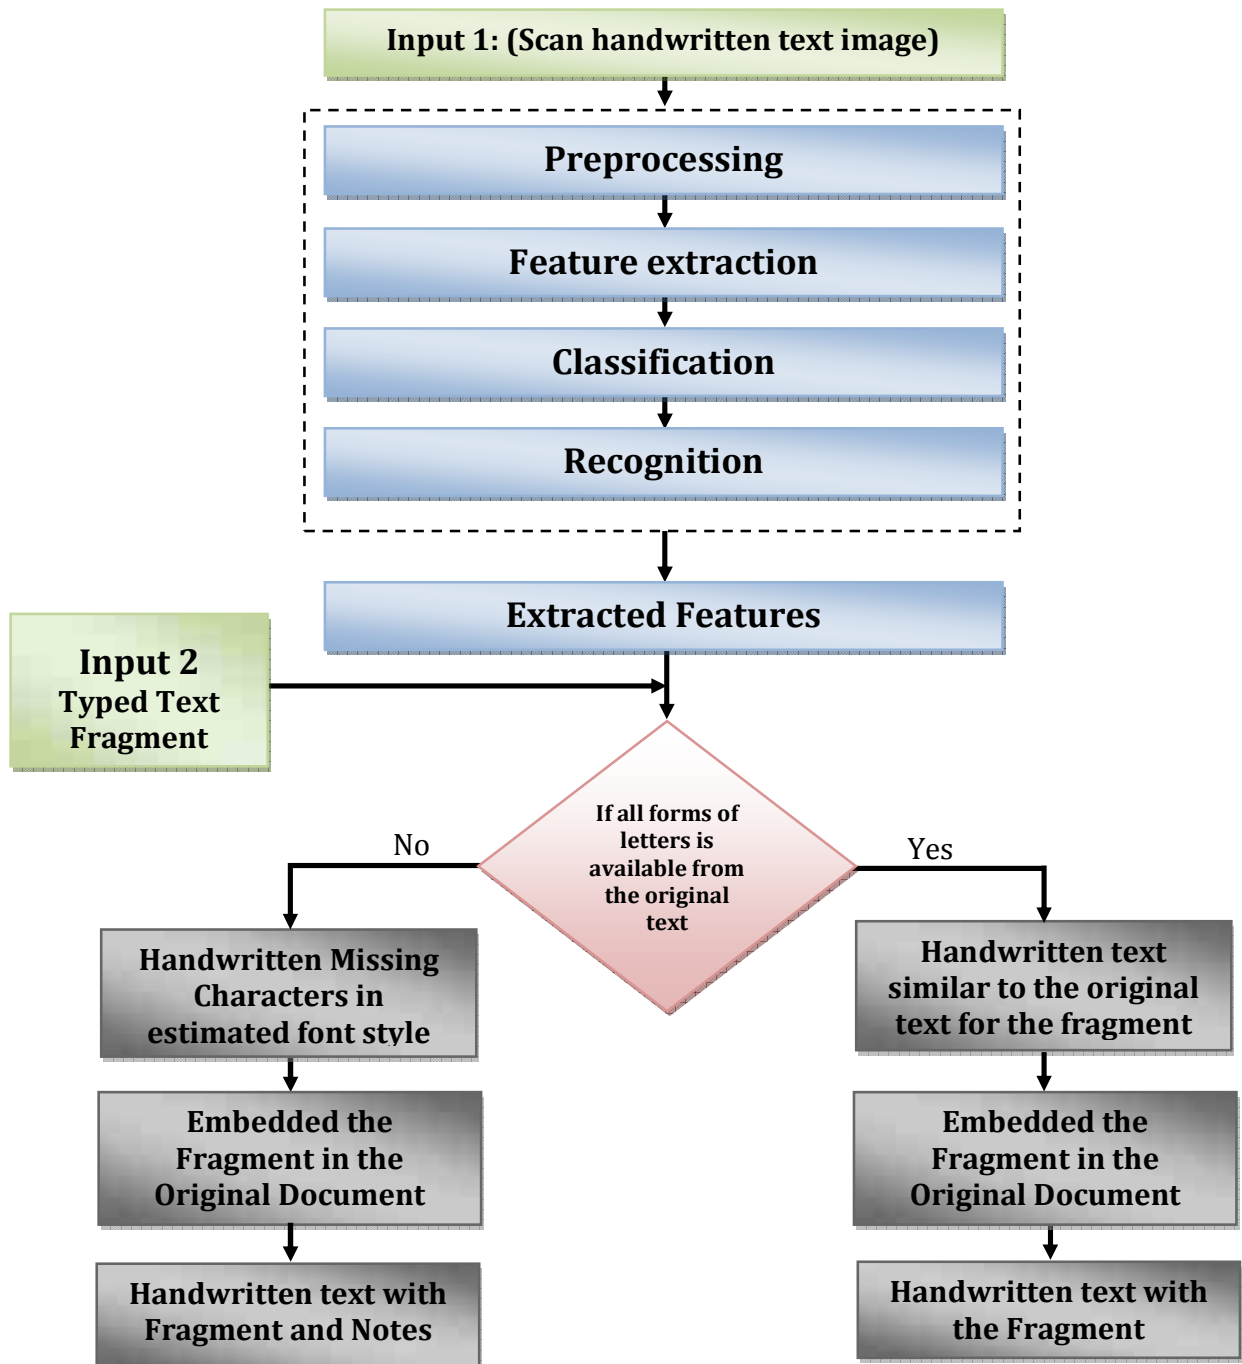 Input 1: (Scan handwritten text image)
Preprocessing
Feature extraction
Classification
Recognition
Extracted Features
Input 2
Typed Text
Fragment
If all forms of
letters is
available from
the original
text
No
Yes
Handwritten Missing
Characters in
estimated font style
Handwritten text
similar to the original
text for the fragment
Embedded the
Fragment in the
Original Document
Embedded the
Fragment in the
Original Document
Handwritten text with
Fragment and Notes
Handwritten text with
the Fragment